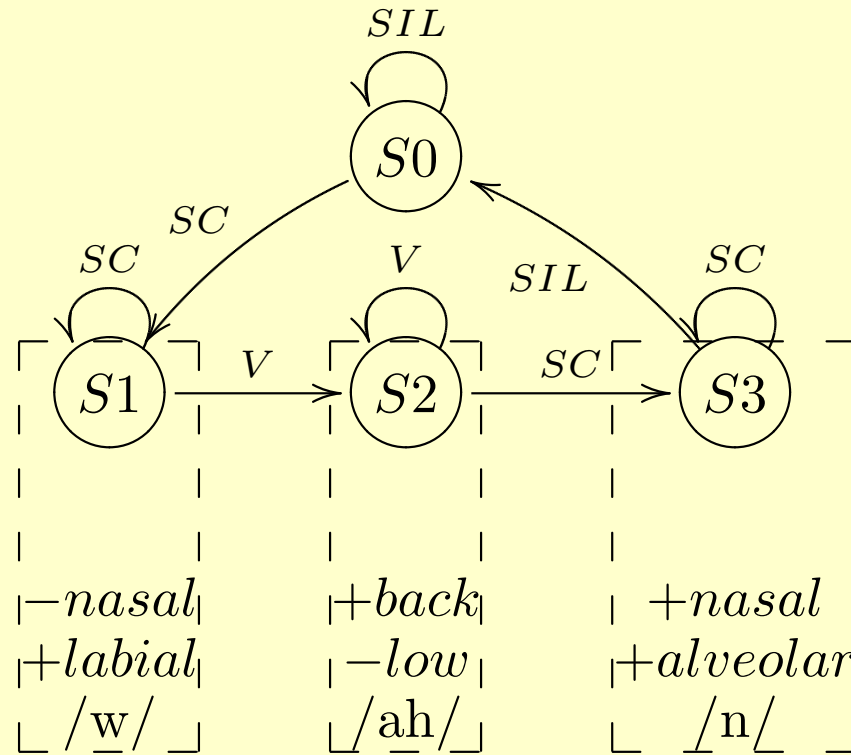 SIL
S0
SC
SC V SIL SC
S1 V S2 SC S3
−nasal +back +nasal
+labial −low +alveolar
/w/ /ah/ /n/